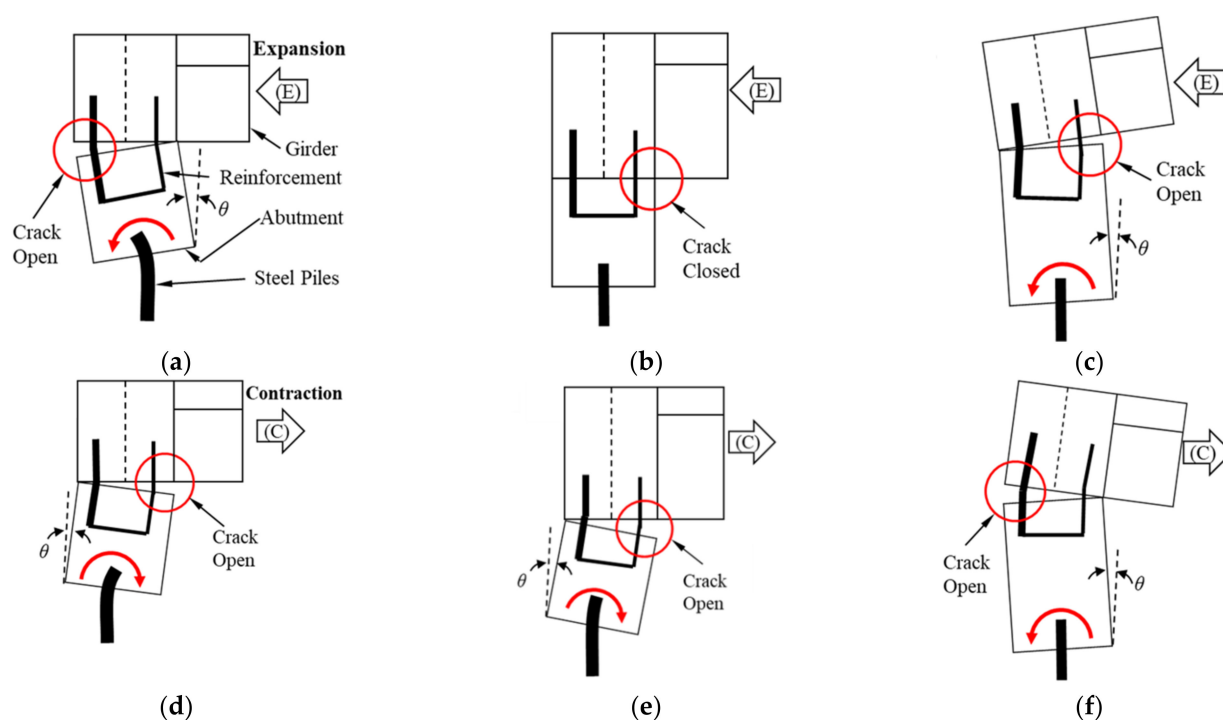 Expansion
(E)
Girder
Reinforcement
θ
Abutment
Steel Piles
Crack
Open
(a)
(E)
Crack
Closed
(b)
(E)
Crack
Open
θ
(c)
Contraction
(C)
Crack
Open
θ
(d)
(C)
Crack
Open
θ
(e)
(C)
Crack
Open
θ
(f)